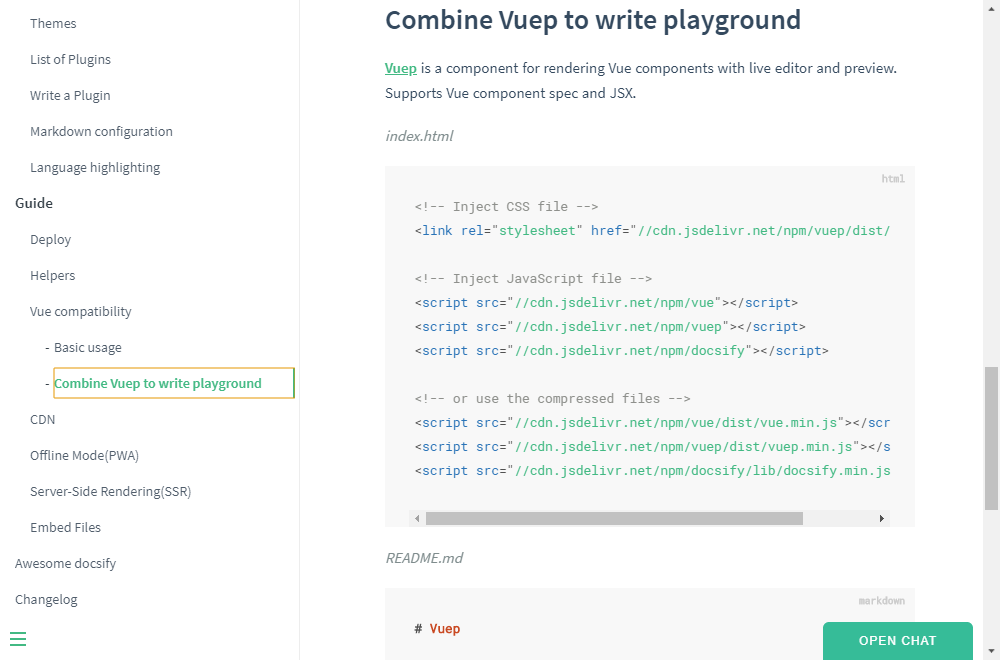 Themes
List of Plugins
Write a Plugin
Markdown configuration
Language highlighting
Guide
Deploy
Helpers
Vue compatibility
- Basic usage
- Combine Vuep to write playground
CDN
Offline Mode(PWA)
Server-Side Rendering(SSR)
Embed Files
Awesome docsify
Changelog
Combine Vuep to write playground
Vuep is a component for rendering Vue components with live editor and preview.
Supports Vue component spec and JSX.
index.html
html
<!-- Inject CSS file -->
<link rel="stylesheet" href="//cdn.jsdelivr.net/npm/vuep/dist/
<!-- Inject JavaScript file -->
<script src="//cdn.jsdelivr.net/npm/vue"></script>
<script src="//cdn.jsdelivr.net/npm/vuep"></script>
<script src="//cdn.jsdelivr.net/npm/docsify"></script>
<!-- or use the compressed files -->
<script src="//cdn.jsdelivr.net/npm/vue/dist/vue.min.js"></scr
<script src="//cdn.jsdelivr.net/npm/vuep/dist/vuep.min.js"></s
<script src="//cdn.jsdelivr.net/npm/docsify/lib/docsify.min.js
README.md
markdown
# Vuep
OPEN CHAT